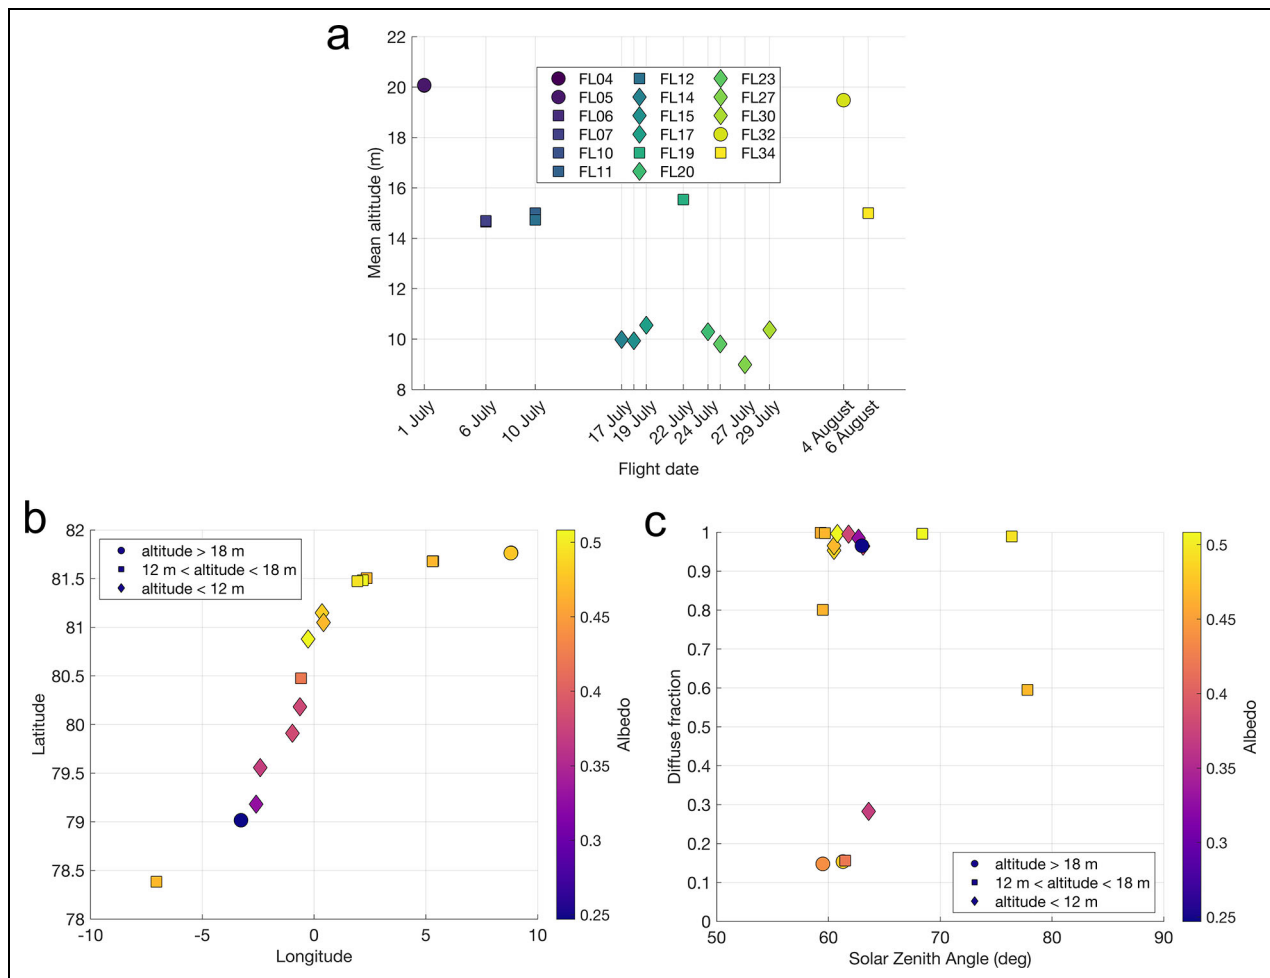 a
22
20
18
16
14
12
10
8
Mean altitude (m)
FL04 FL12 FL23
FL05 FL14 FL27
FL06 FL15 FL30
FL07 FL17 FL32
FL10 FL19 FL34
FL11 FL20
1 July 6 July 10 July 17 July 19 July 22 July 24 July 27 July 29 July 4 August 6 August
Flight date
b
82
81.5
81
80.5
80
79.5
79
78.5
78
Latitude
altitude > 18 m
12 m < altitude < 18 m
altitude < 12 m
-10 -5 0 5 10
Longitude
0.5
0.45
0.4
0.35
0.3
0.25
Albedo
c
1
0.9
0.8
0.7
0.6
0.5
0.4
0.3
0.2
0.1
0
Diffuse fraction
altitude > 18 m
12 m < altitude < 18 m
altitude < 12 m
50 60 70 80 90
Solar Zenith Angle (deg)
0.5
0.45
0.4
0.35
0.3
0.25
Albedo